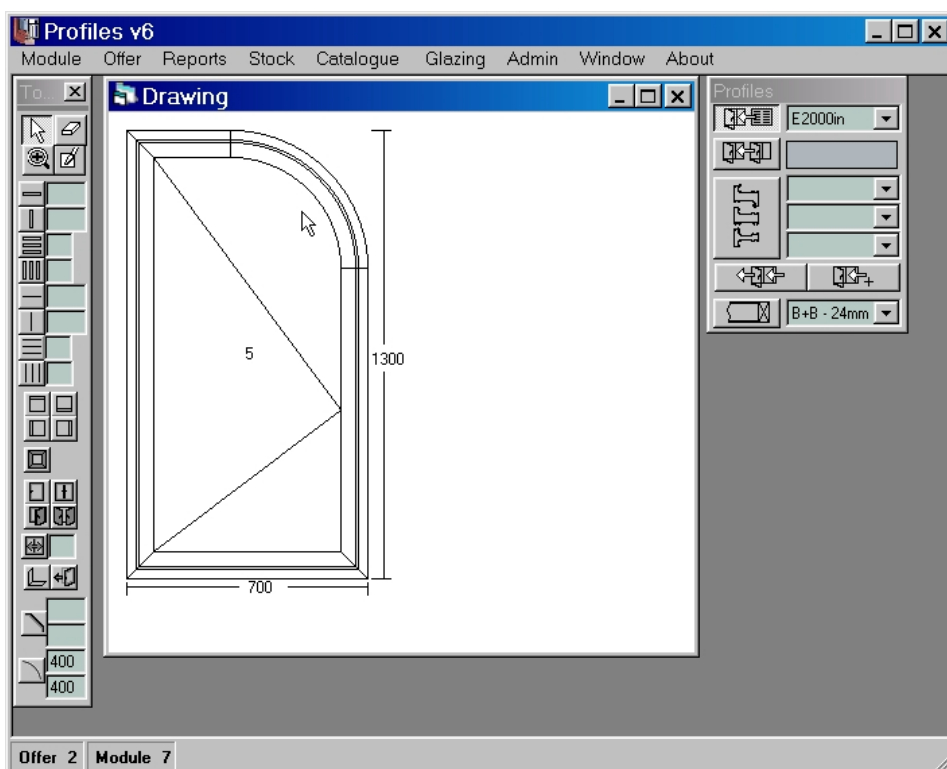 Profiles v6
Module Offer Reports Stock Catalogue Glazing Admin Window About
To...
Drawing
Profiles
E2000in
5
1300
B+B - 24mm
700
400
400
Offer 2 Module 7